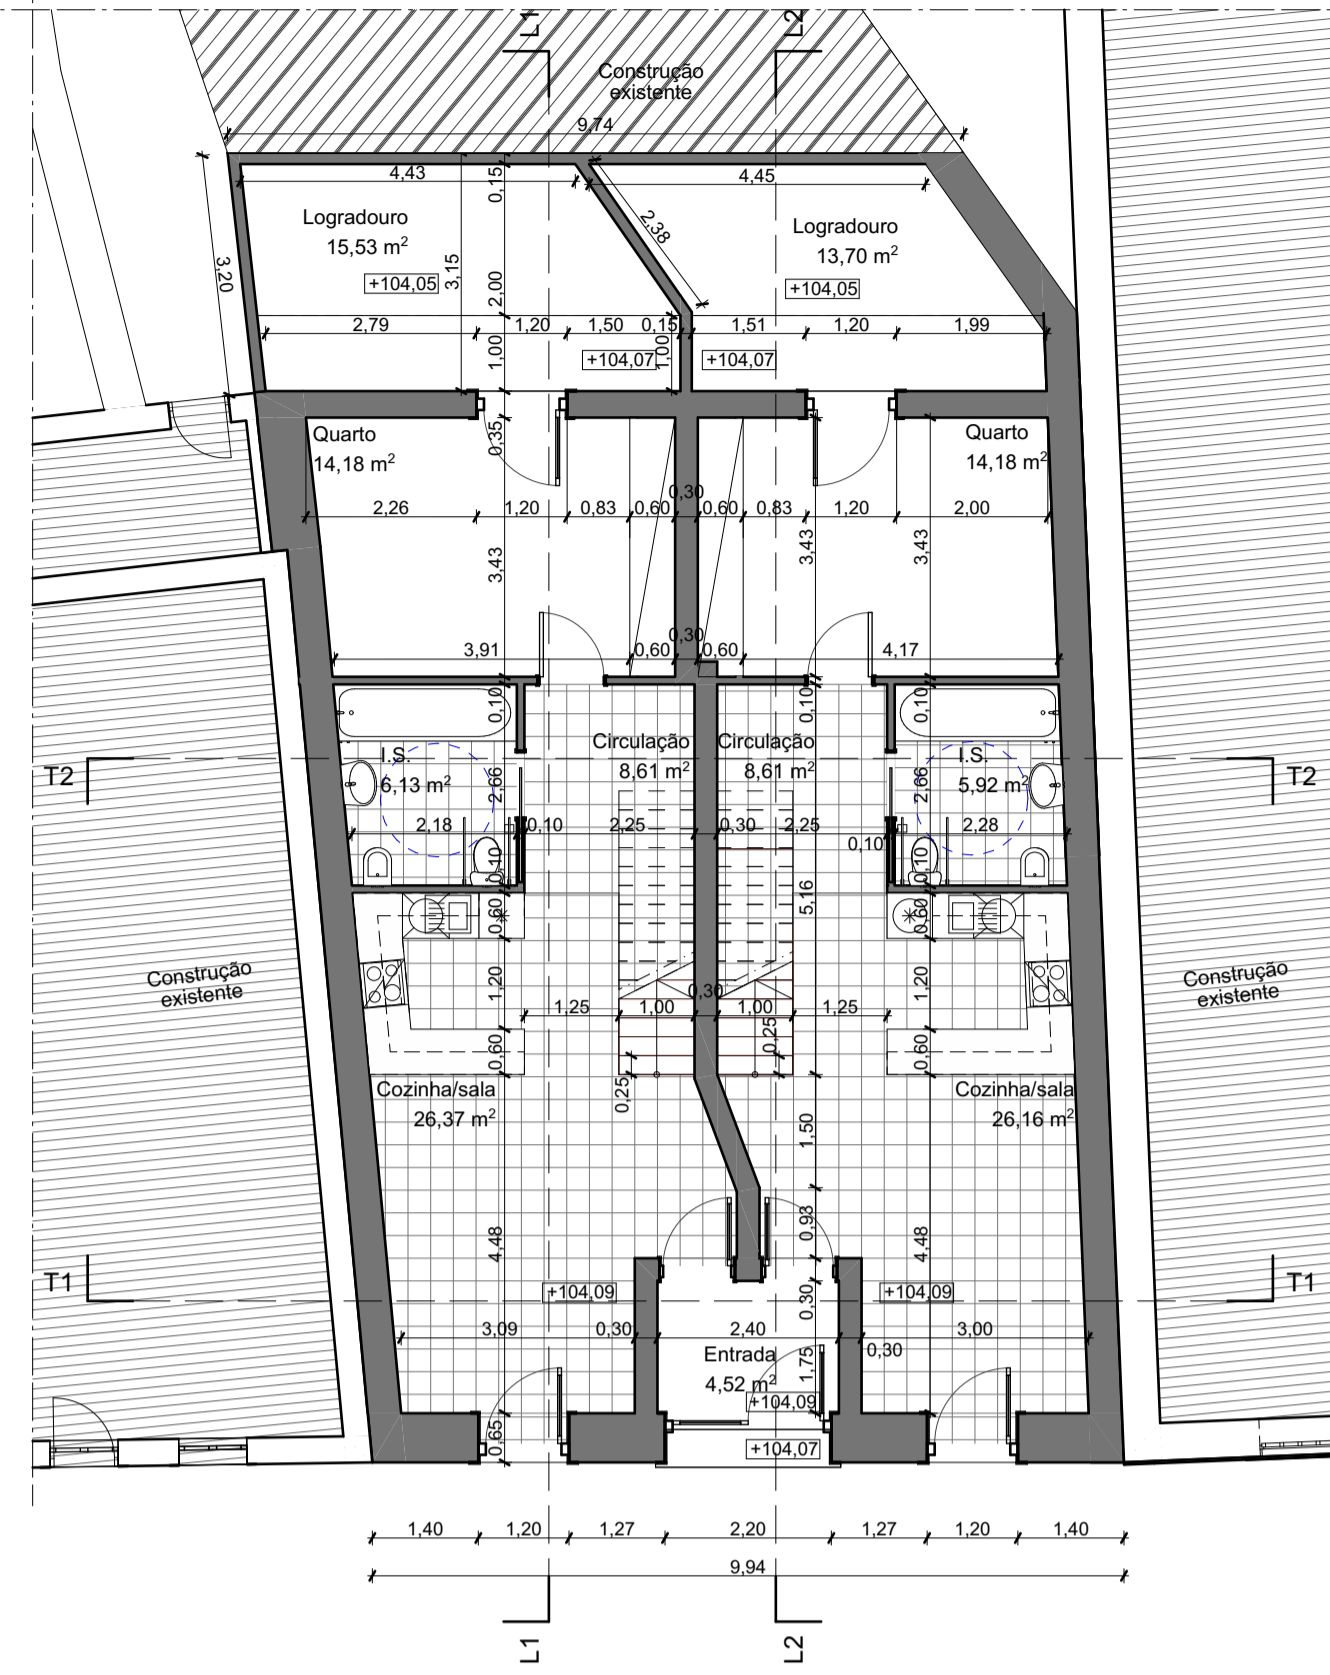 L1
L2
Construção
existente
9,74
4,43
0,15
4,45
Logradouro
15,53 m²
+104,05
3,15
2,00
2,38
Logradouro
13,70 m²
+104,05
3,20
2,79
1,20
1,50
0,15
1,51
1,20
1,99
1,00
+104,07
1,00
+104,07
Quarto
14,18 m²
0,35
Quarto
14,18 m²
2,26
1,20
0,83
0,60
0,30
0,60
0,83
1,20
2,00
3,43
3,43
3,43
3,91
0,60
0,30
0,60
4,17
0,10
0,10
0,10
I.S.
6,13 m²
Circulação
8,61 m²
Circulação
8,61 m²
I.S.
5,92 m²
T2
T2
2,66
2,66
2,18
0,10
2,25
0,30
2,25
0,10
2,28
0,10
0,10
0,60
5,16
0,60
Construção
existente
1,20
1,20
Construção
existente
1,25
1,00
0,30
1,00
1,25
0,60
0,25
0,25
0,60
Cozinha/sala
26,37 m²
Cozinha/sala
26,16 m²
1,50
0,93
4,48
4,48
T1
T1
+104,09
0,30
+104,09
3,09
0,30
2,40
0,30
3,00
Entrada
4,52 m²
1,75
+104,09
0,65
+104,07
1,40
1,20
1,27
2,20
1,27
1,20
1,40
9,94
L1
L2